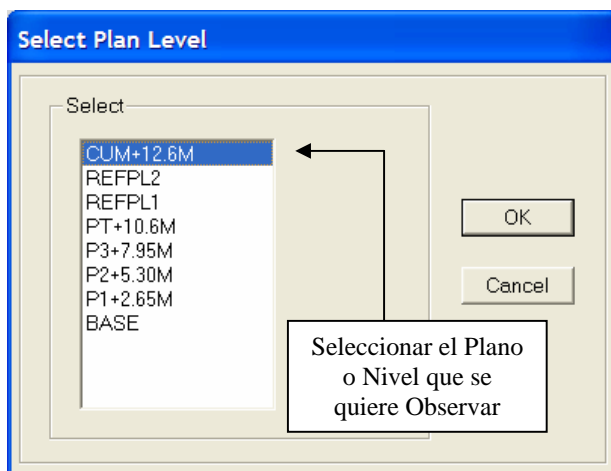 Select Plan Level
Select
CUM+12.6M
REFPL2
REFPL1
PT+10.6M
P3+7.95M
P2+5.30M
P1+2.65M
BASE
OK
Cancel
Seleccionar el Plano
o Nivel que se
quiere Observar